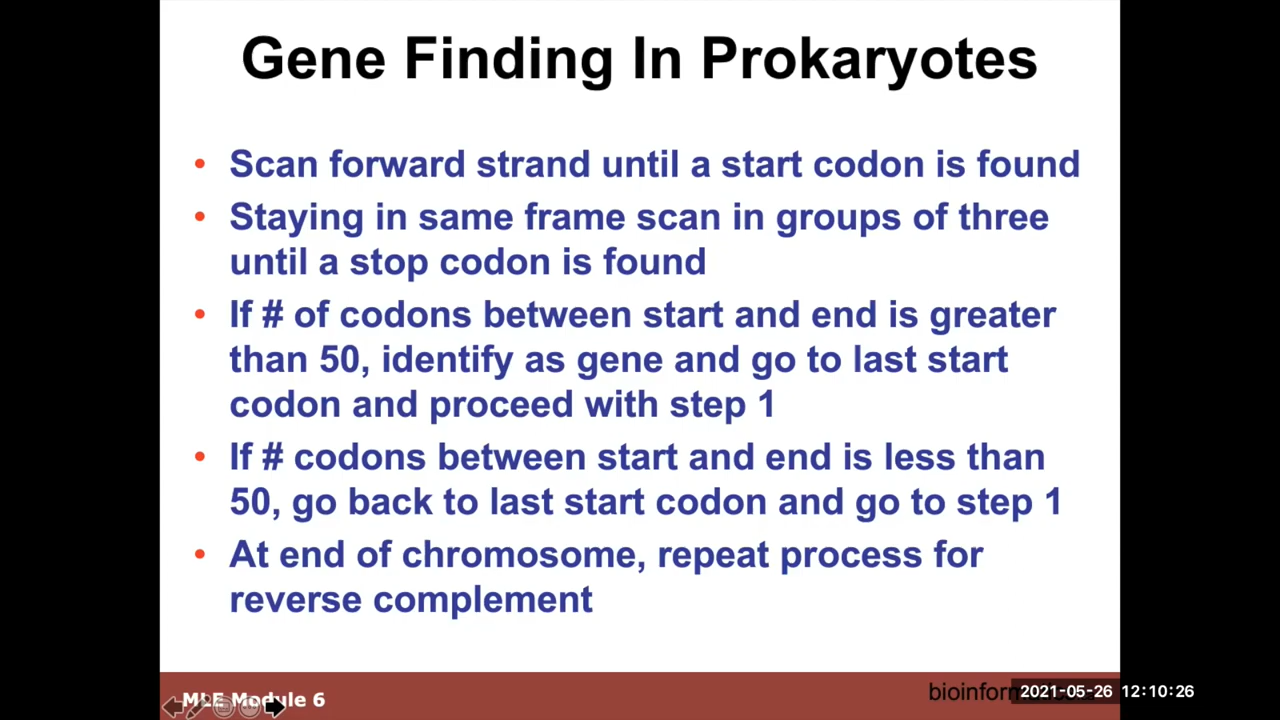 Gene Finding In Prokaryotes
• Scan forward strand until a start codon is found
• Staying in same frame scan in groups of three
until a stop codon is found
• If # of codons between start and end is greater
than 50, identify as gene and go to last start
codon and proceed with step 1
• If # codons between start and end is less than
50, go back to last start codon and go to step 1
• At end of chromosome, repeat process for
reverse complement
MLE Module 6
2021-05-26 12:10:26